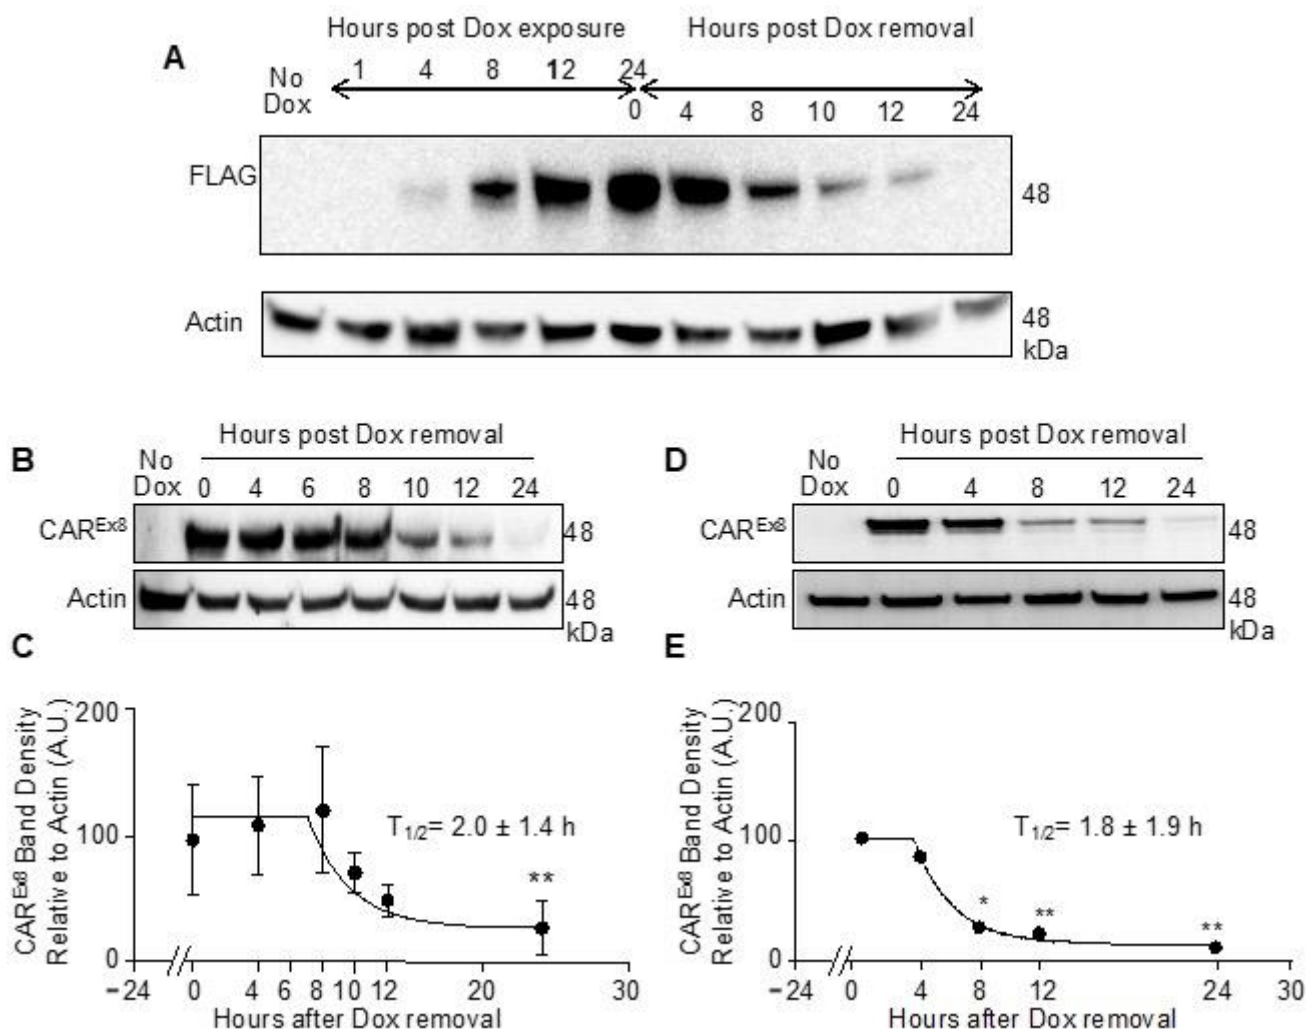 Hours post Dox exposure Hours post Dox removal
A
No Dox 1 4 8 12 24
0 4 8 10 12 24
FLAG 48
Actin 48 kDa
Hours post Dox removal
B
No Dox 0 4 6 8 10 12 24
CAR^Ex8 48
Actin 48 kDa
Hours post Dox removal
D
No Dox 0 4 8 12 24
CAR^Ex8 48
Actin 48 kDa
C
CAR^Ex8 Band Density
Relative to Actin (A.U.)
200
100
0
T1/2= 2.0 ± 1.4 h
**
−24 0 4 6 8 10 12 20 30
Hours after Dox removal
E
CAR^Ex8 Band Density
Relative to Actin (A.U.)
200
100
0
T1/2= 1.8 ± 1.9 h
* ** **
−24 0 4 8 12 24 30
Hours after Dox removal